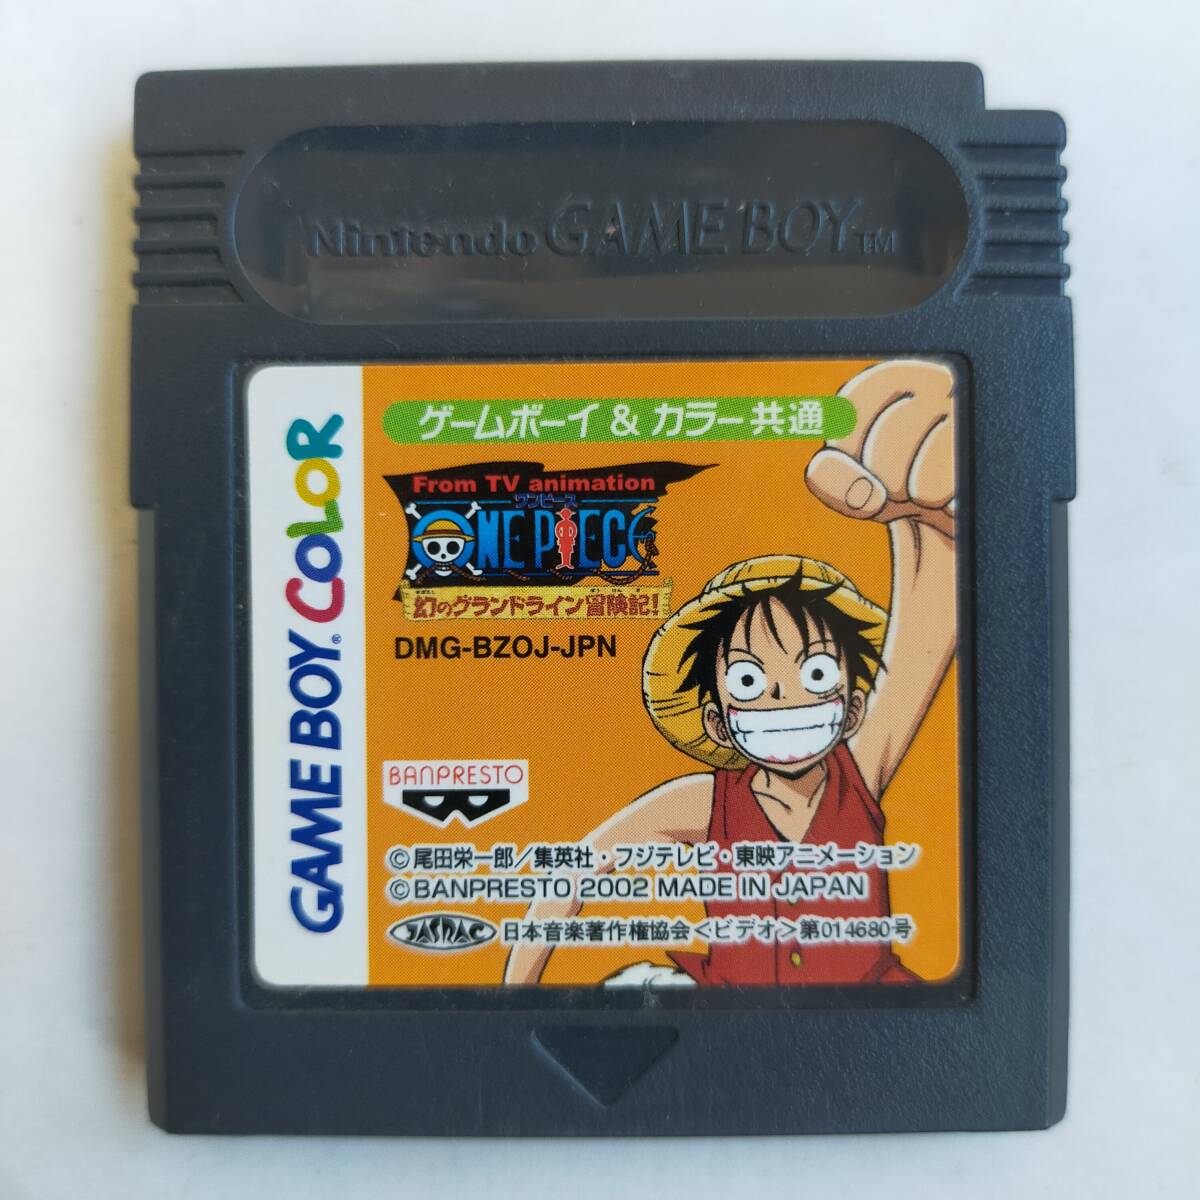 Nintendo GAME BOY TM
GAME BOY® COLOR
ゲームボーイ & カラー共通
From TV animation
ワンピース
ONE PIECE
幻のグランドライン冒険記!
DMG-BZOJ-JPN
BANPRESTO
©尾田栄一郎/集英社・フジテレビ・東映アニメーション
©BANPRESTO 2002 MADE IN JAPAN
JASRAC 日本音楽著作権協会<ビデオ>第014680号